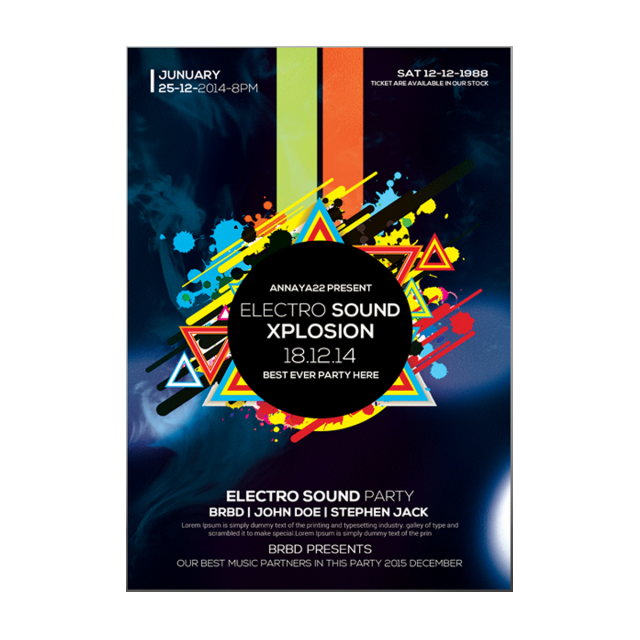 JUNUARY
25-12-2014-8PM
SAT 12-12-1988
TICKET ARE AVAILABLE IN OUR STOCK
ANNAYA22 PRESENT
ELECTRO SOUND
XPLOSION
18.12.14
BEST EVER PARTY HERE
ELECTRO SOUND PARTY
BRBD | JOHN DOE | STEPHEN JACK
Lorem Ipsum is simply dummy text of the printing and typesetting industry. galley of type and
scrambled it to make special.Lorem Ipsum is simply dummy text of the prin
BRBD PRESENTS
OUR BEST MUSIC PARTNERS IN THIS PARTY 2015 DECEMBER